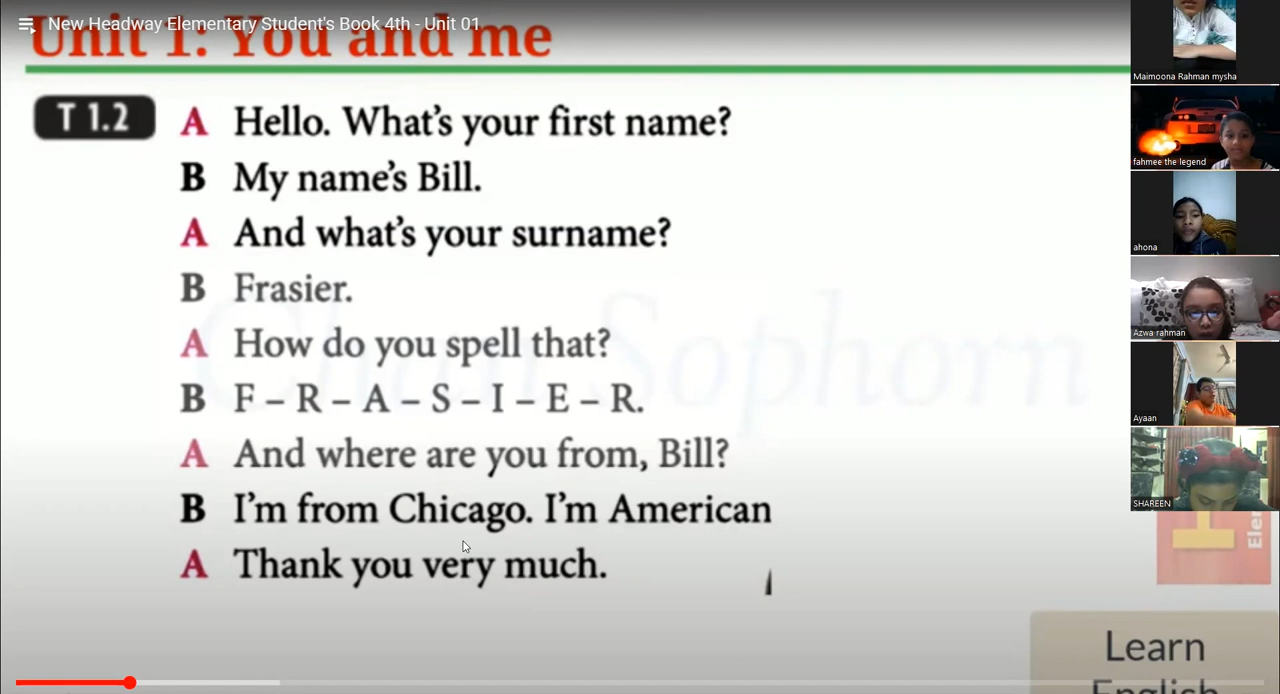 New Headway Elementary Student's Book 4th - Unit 01
Unit 1: You and me
T 1.2
A Hello. What's your first name?
B My name's Bill.
A And what's your surname?
B Frasier.
A How do you spell that?
B F – R – A – S – I – E – R.
A And where are you from, Bill?
B I'm from Chicago. I'm American
A Thank you very much.
Sophorn
Maimoona Rahman mysha
fahmee the legend
ahona
Azwa rahman
Ayaan
SHAREEN
Elem
Learn
English